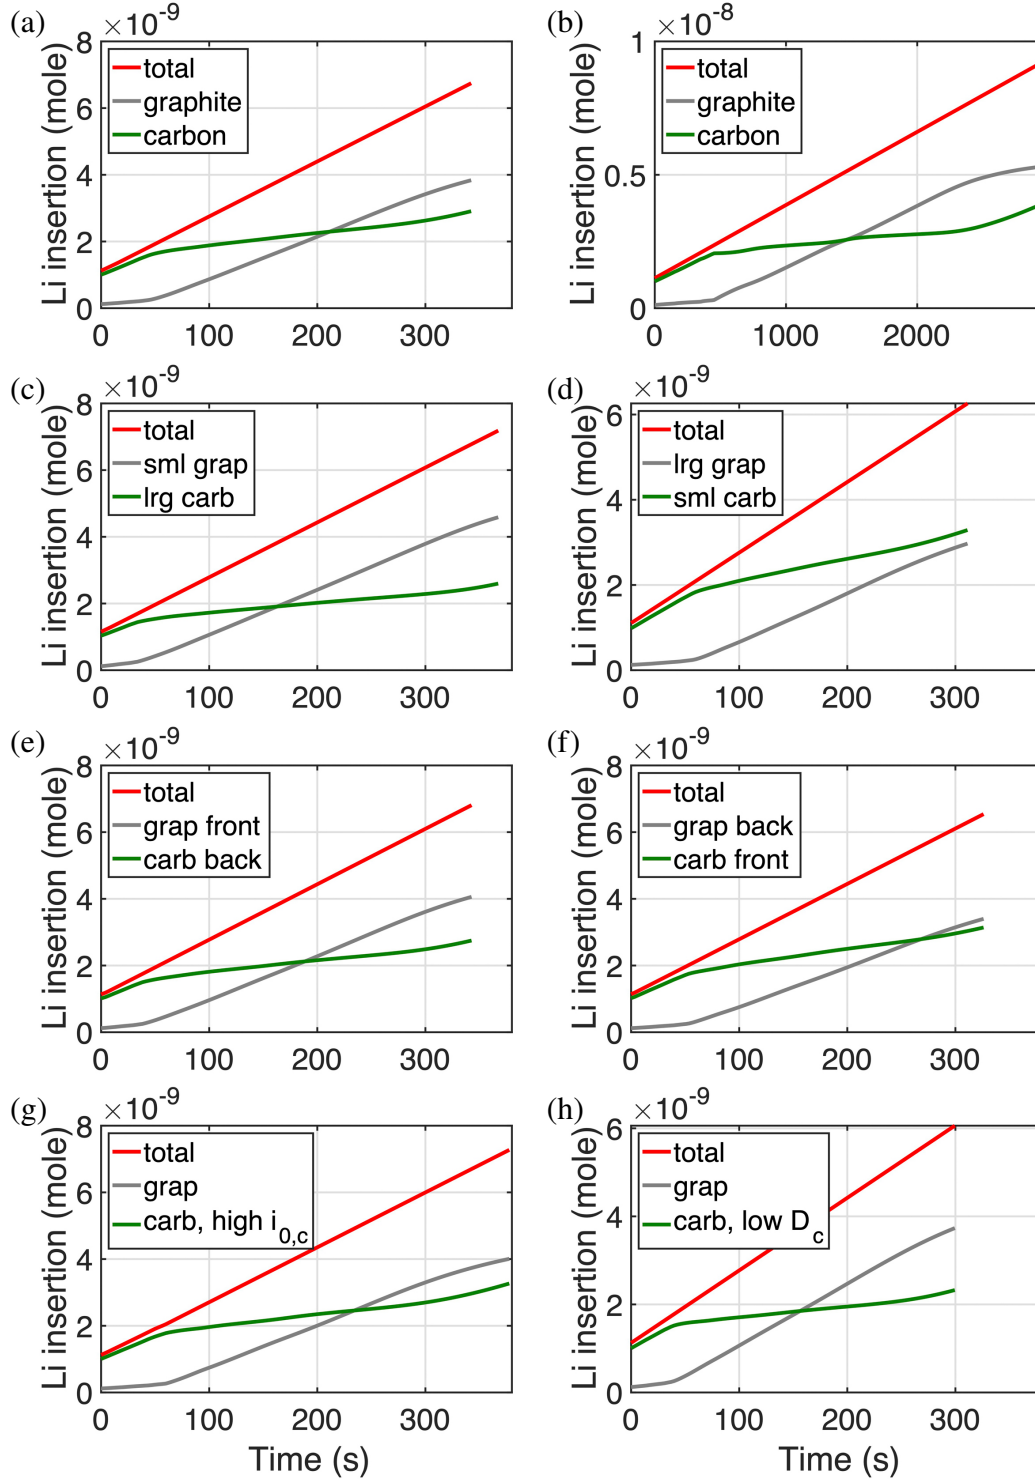 (a)
×10⁻⁹
Li insertion (mole)
8
6
4
2
0
total
graphite
carbon
0 100 200 300
(b)
×10⁻⁸
Li insertion (mole)
1
0.5
0
total
graphite
carbon
0 1000 2000
(c)
×10⁻⁹
Li insertion (mole)
8
6
4
2
0
total
sml grap
lrg carb
0 100 200 300
(d)
×10⁻⁹
Li insertion (mole)
6
4
2
0
total
lrg grap
sml carb
0 100 200 300
(e)
×10⁻⁹
Li insertion (mole)
8
6
4
2
0
total
grap front
carb back
0 100 200 300
(f)
×10⁻⁹
Li insertion (mole)
8
6
4
2
0
total
grap back
carb front
0 100 200 300
(g)
×10⁻⁹
Li insertion (mole)
8
6
4
2
0
total
grap
carb, high i0,c
0 100 200 300
Time (s)
(h)
×10⁻⁹
Li insertion (mole)
6
4
2
0
total
grap
carb, low Dc
0 100 200 300
Time (s)